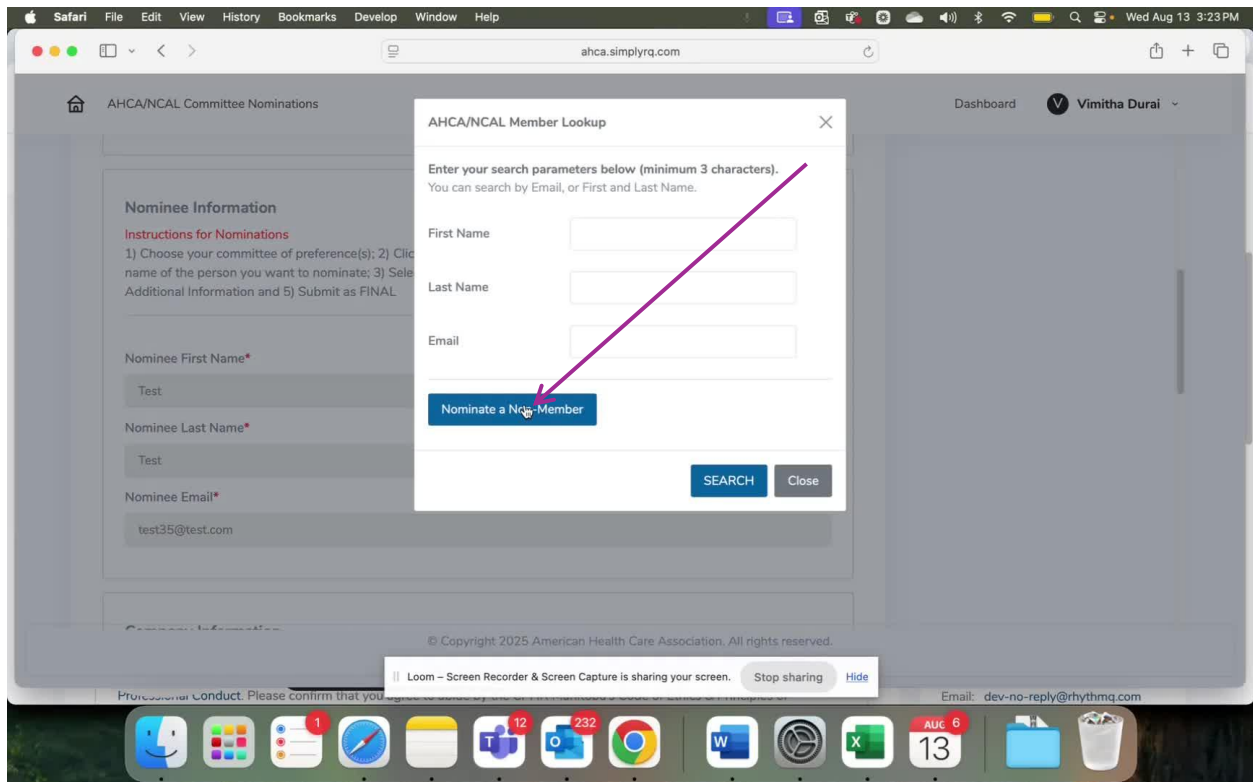 Safari File Edit View History Bookmarks Develop Window Help Wed Aug 13 3:23 PM
ahca.simplyrq.com
AHCA/NCAL Committee Nominations Dashboard V Vimitha Durai
AHCA/NCAL Member Lookup
Enter your search parameters below (minimum 3 characters).
You can search by Email, or First and Last Name.
First Name
Last Name
Email
Nominate a Non-Member
SEARCH Close
Nominee Information
Instructions for Nominations
1) Choose your committee of preference(s); 2) Clic
name of the person you want to nominate; 3) Sele
Additional Information and 5) Submit as FINAL
Nominee First Name*
Test
Nominee Last Name*
Test
Nominee Email*
test35@test.com
Company Information
© Copyright 2025 American Health Care Association. All rights reserved.
Loom – Screen Recorder & Screen Capture is sharing your screen. Stop sharing Hide
Professional Conduct. Please confirm that you agree to abide by the Email: dev-no-reply@rhythmq.com
1 12 232 AUG 6
T O W X 13